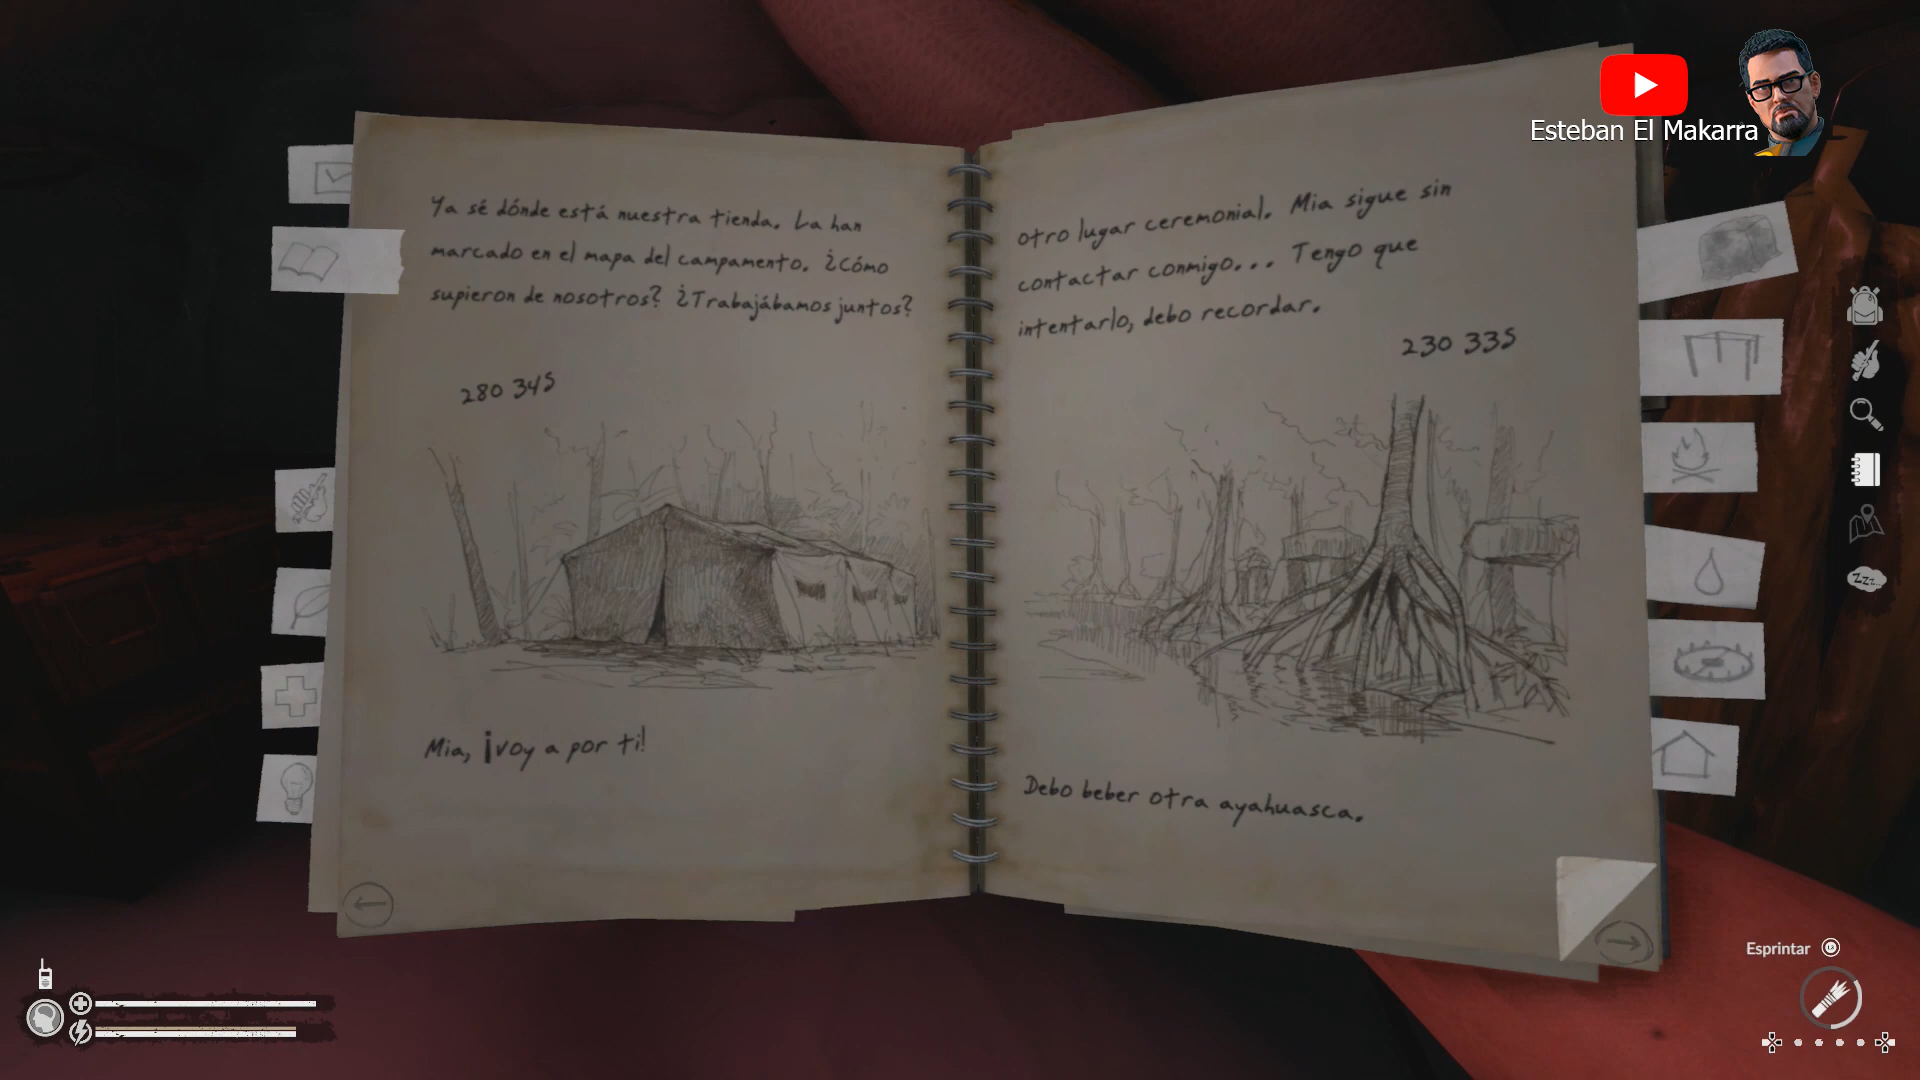 Esteban El Makarra
Ya sé dónde está nuestra tienda. La han
marcado en el mapa del campamento. ¿Cómo
supieron de nosotros? ¿Trabajábamos juntos?
280 345
Mia, ¡voy a por ti!
otro lugar ceremonial. Mia sigue sin
contactar conmigo... Tengo que
intentarlo, debo recordar.
230 335
Debo beber otra ayahuasca.
ZZZ...
Esprintar